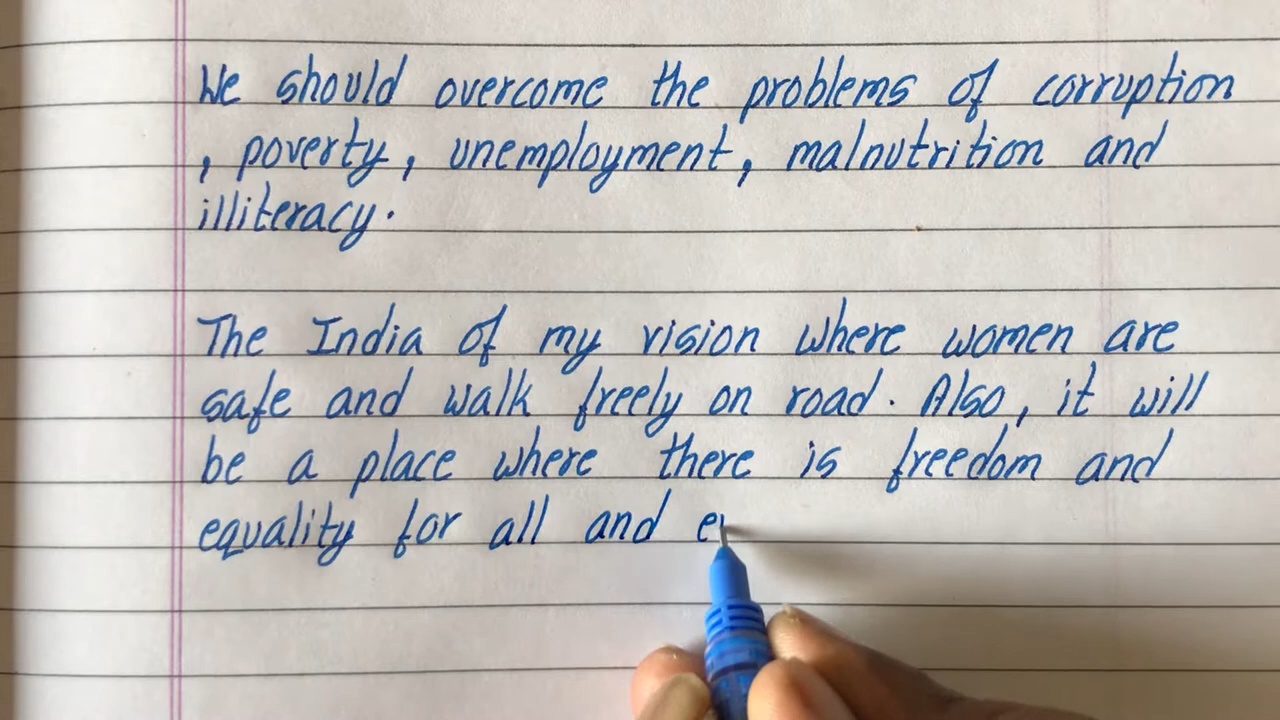 We should overcome the problems of corruption
, poverty, unemployment, malnutrition and
illiteracy.
The India of my vision where women are
safe and walk freely on road. Also, it will
be a place where there is freedom and
equality for all and